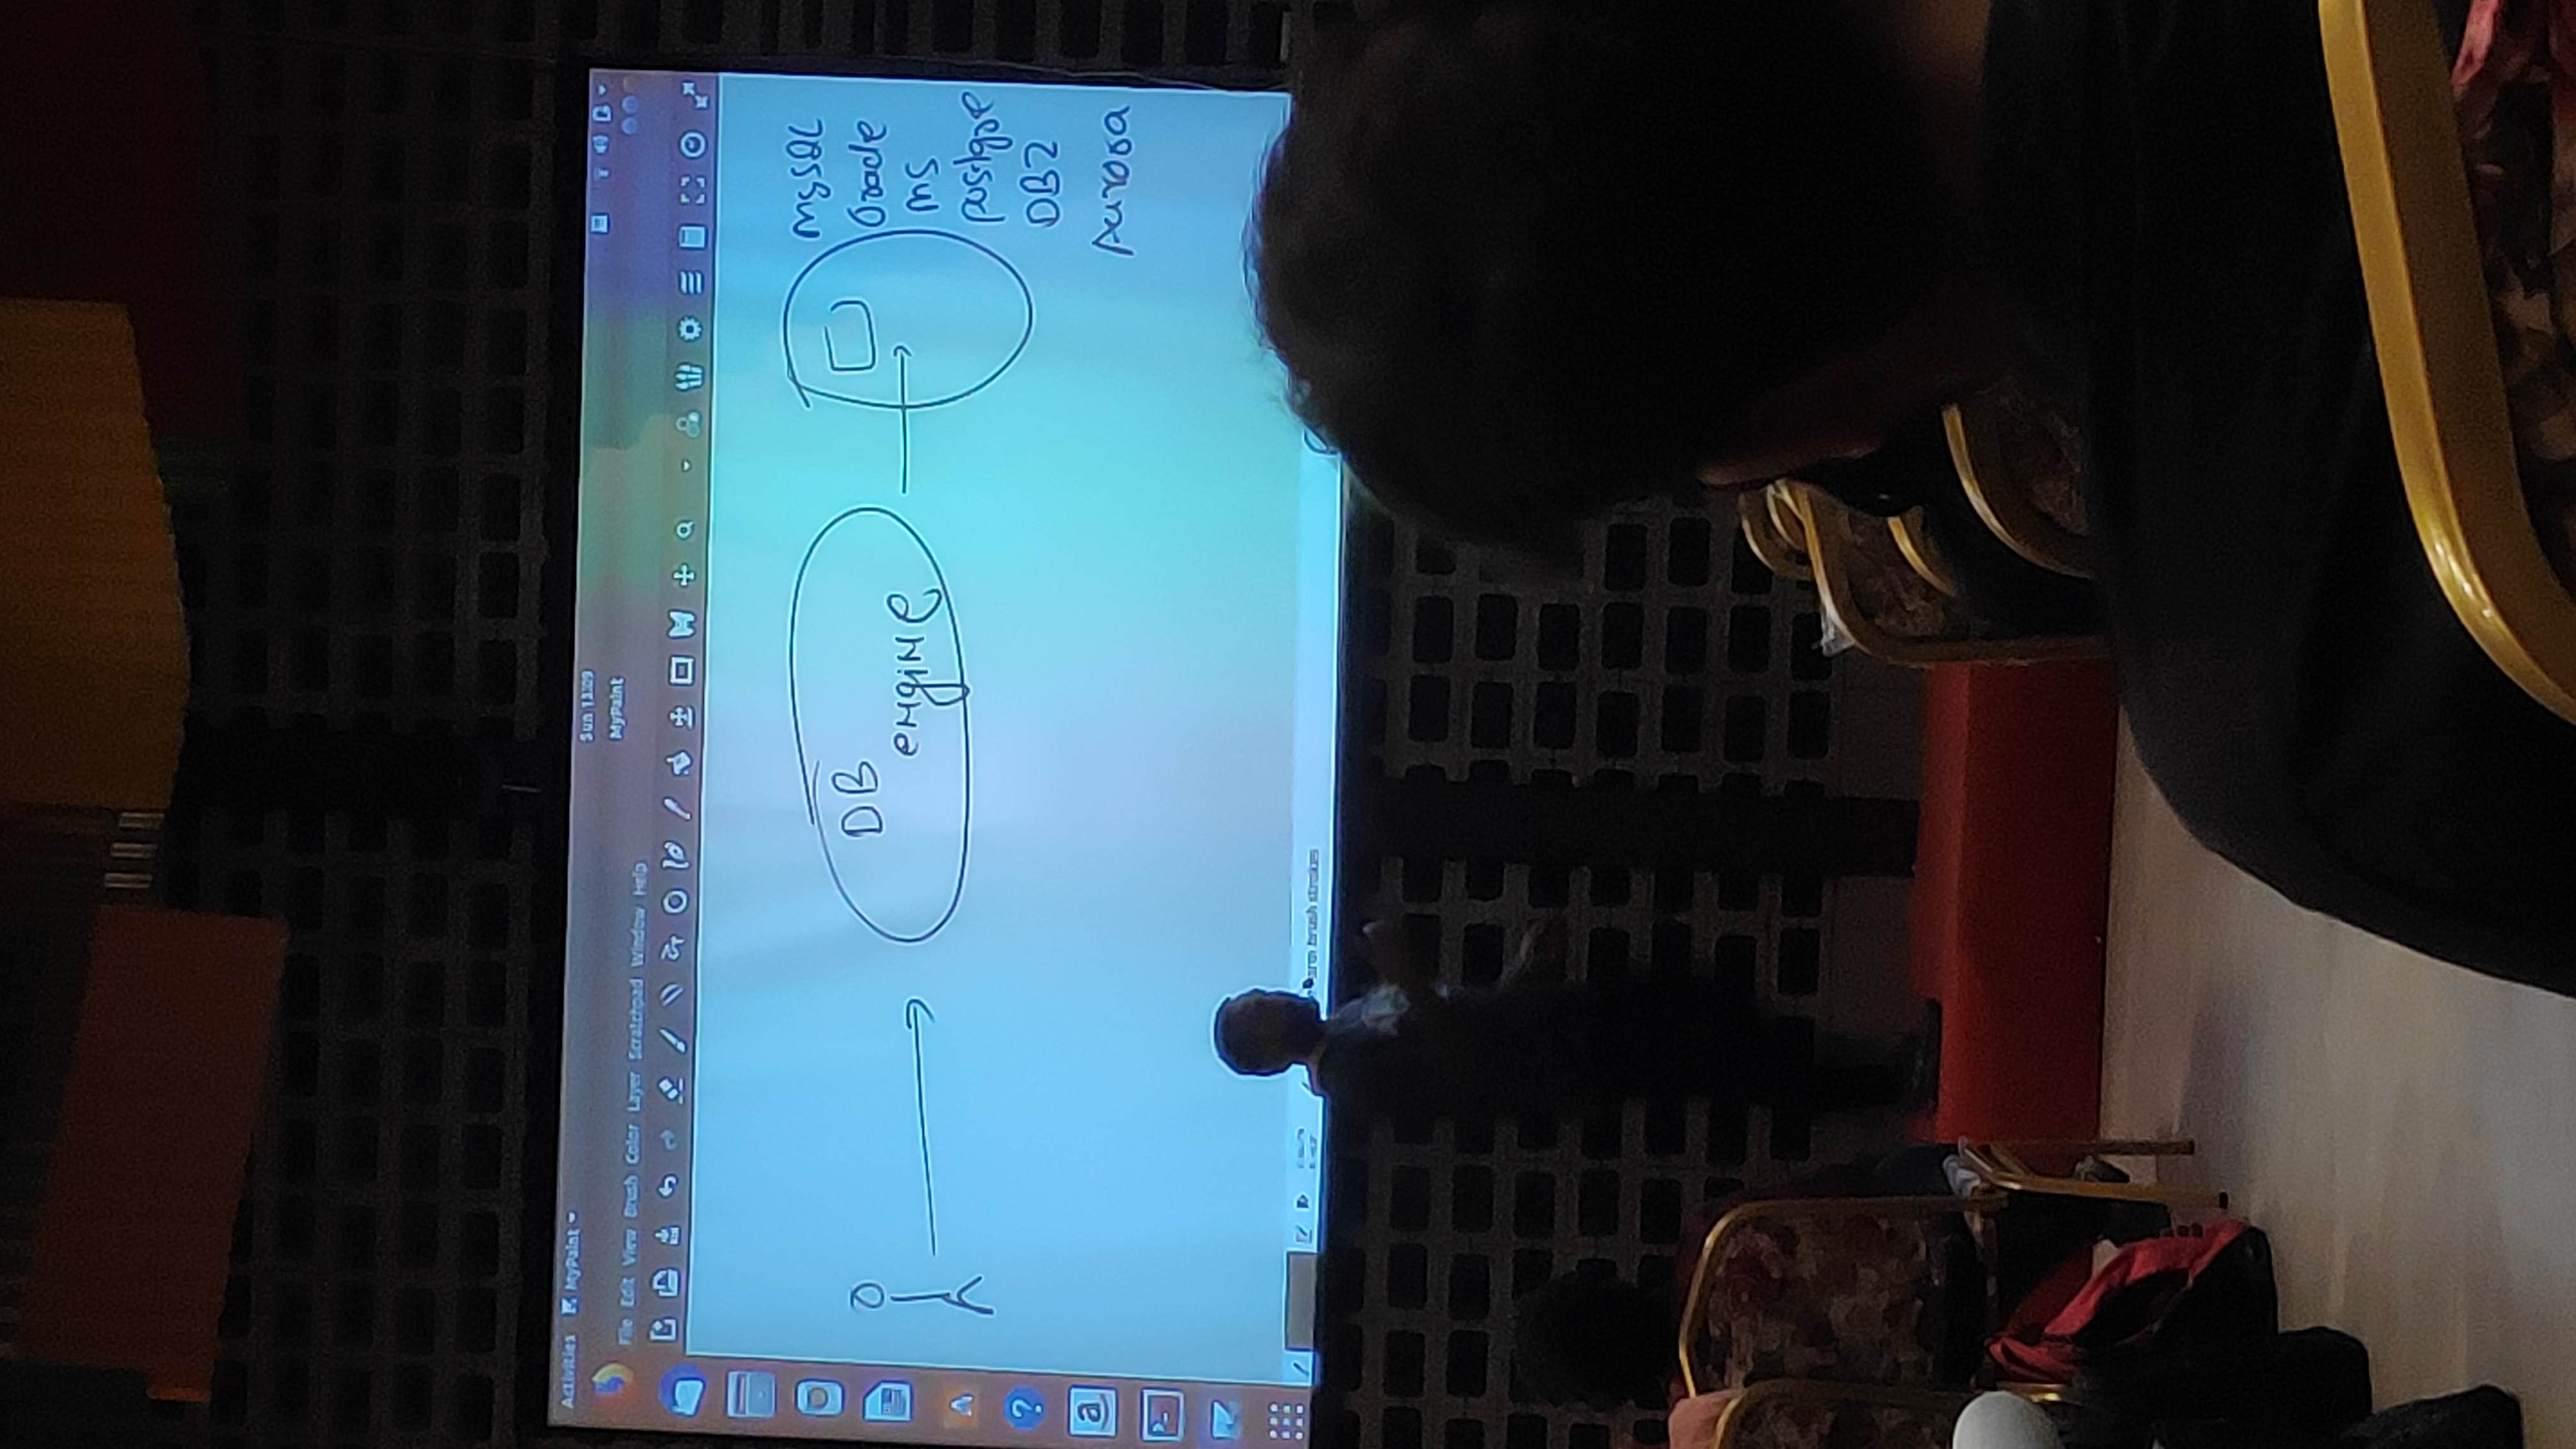 Activities MyPaint
Sun 13:09
MyPaint
File Edit View Brush Color Layer Scratchpad Window Help
DB
engine
MySQL
Oracle
MS
postgre
DB2
Aurora
brush strokes